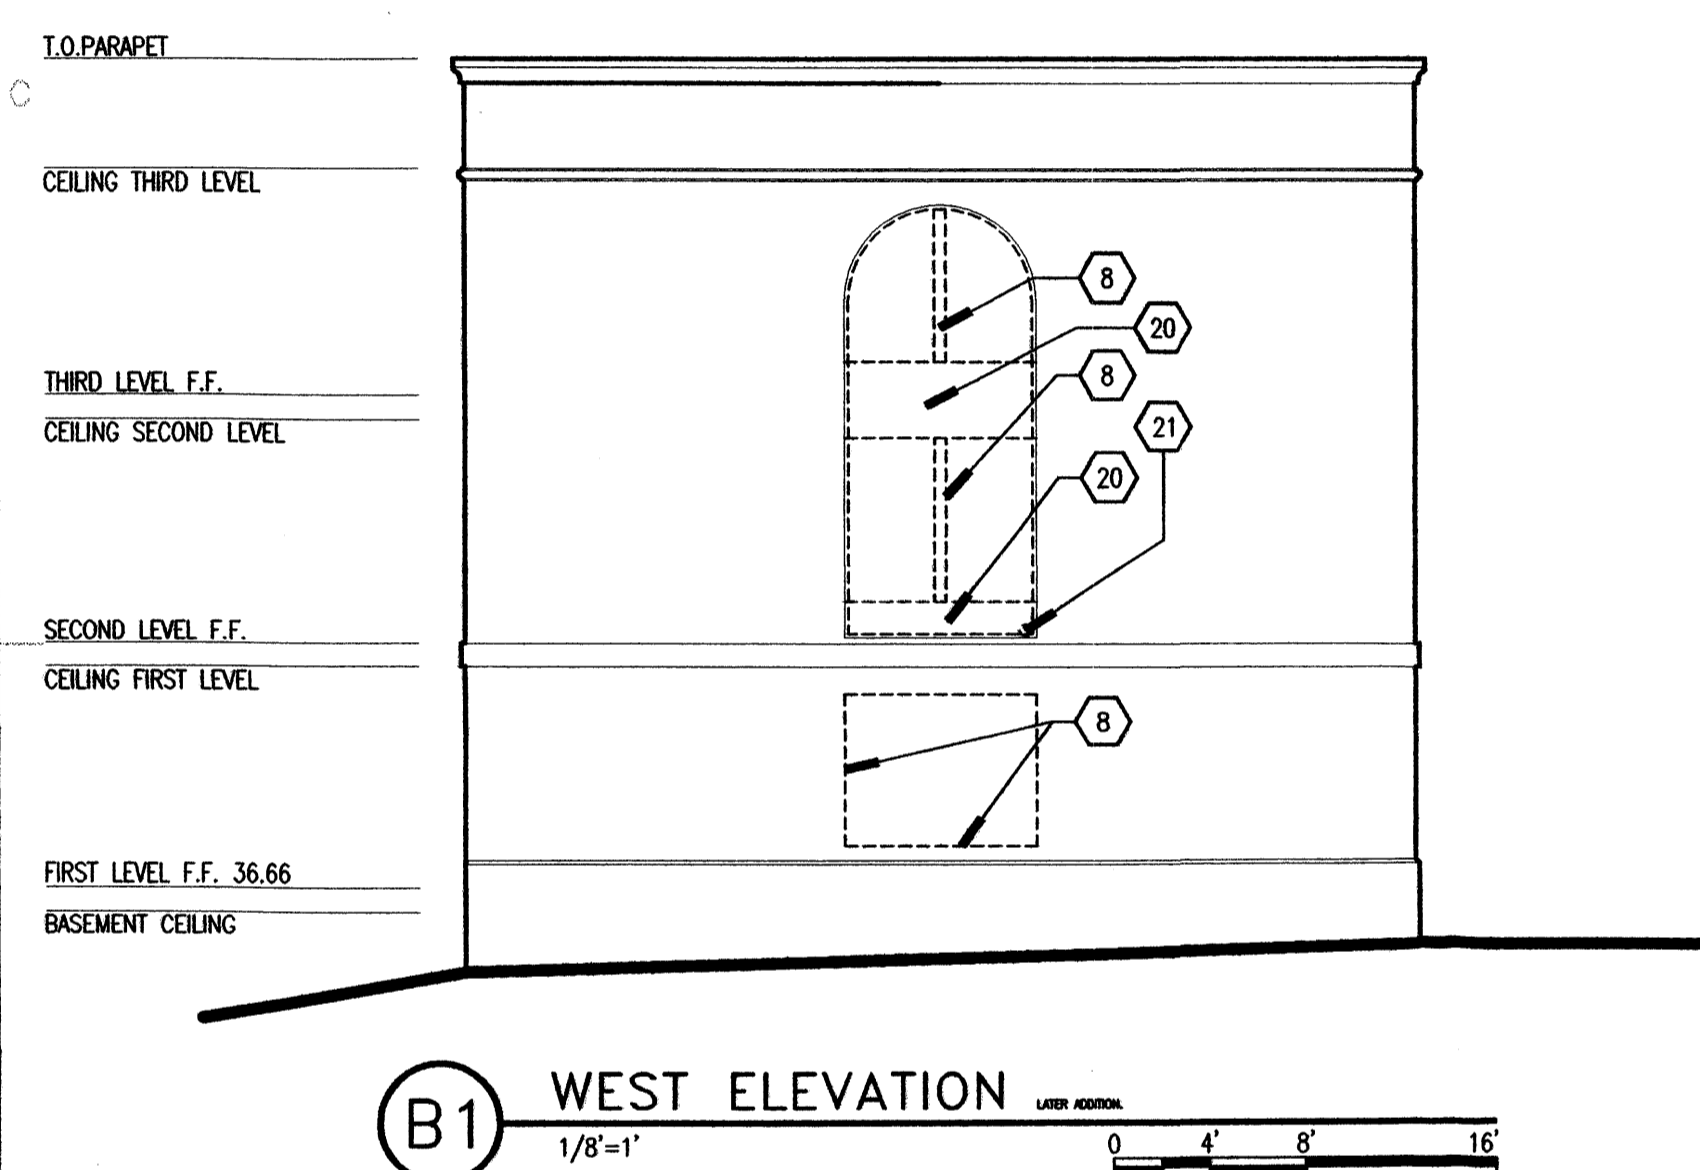 T.O.PARAPET
CEILING THIRD LEVEL
8
20
THIRD LEVEL F.F.
8
CEILING SECOND LEVEL
21
20
SECOND LEVEL F.F.
CEILING FIRST LEVEL
8
FIRST LEVEL F.F. 36.66
BASEMENT CEILING
B1
WEST ELEVATION LATER ADDITION.
1/8'=1'
0 4' 8' 16'